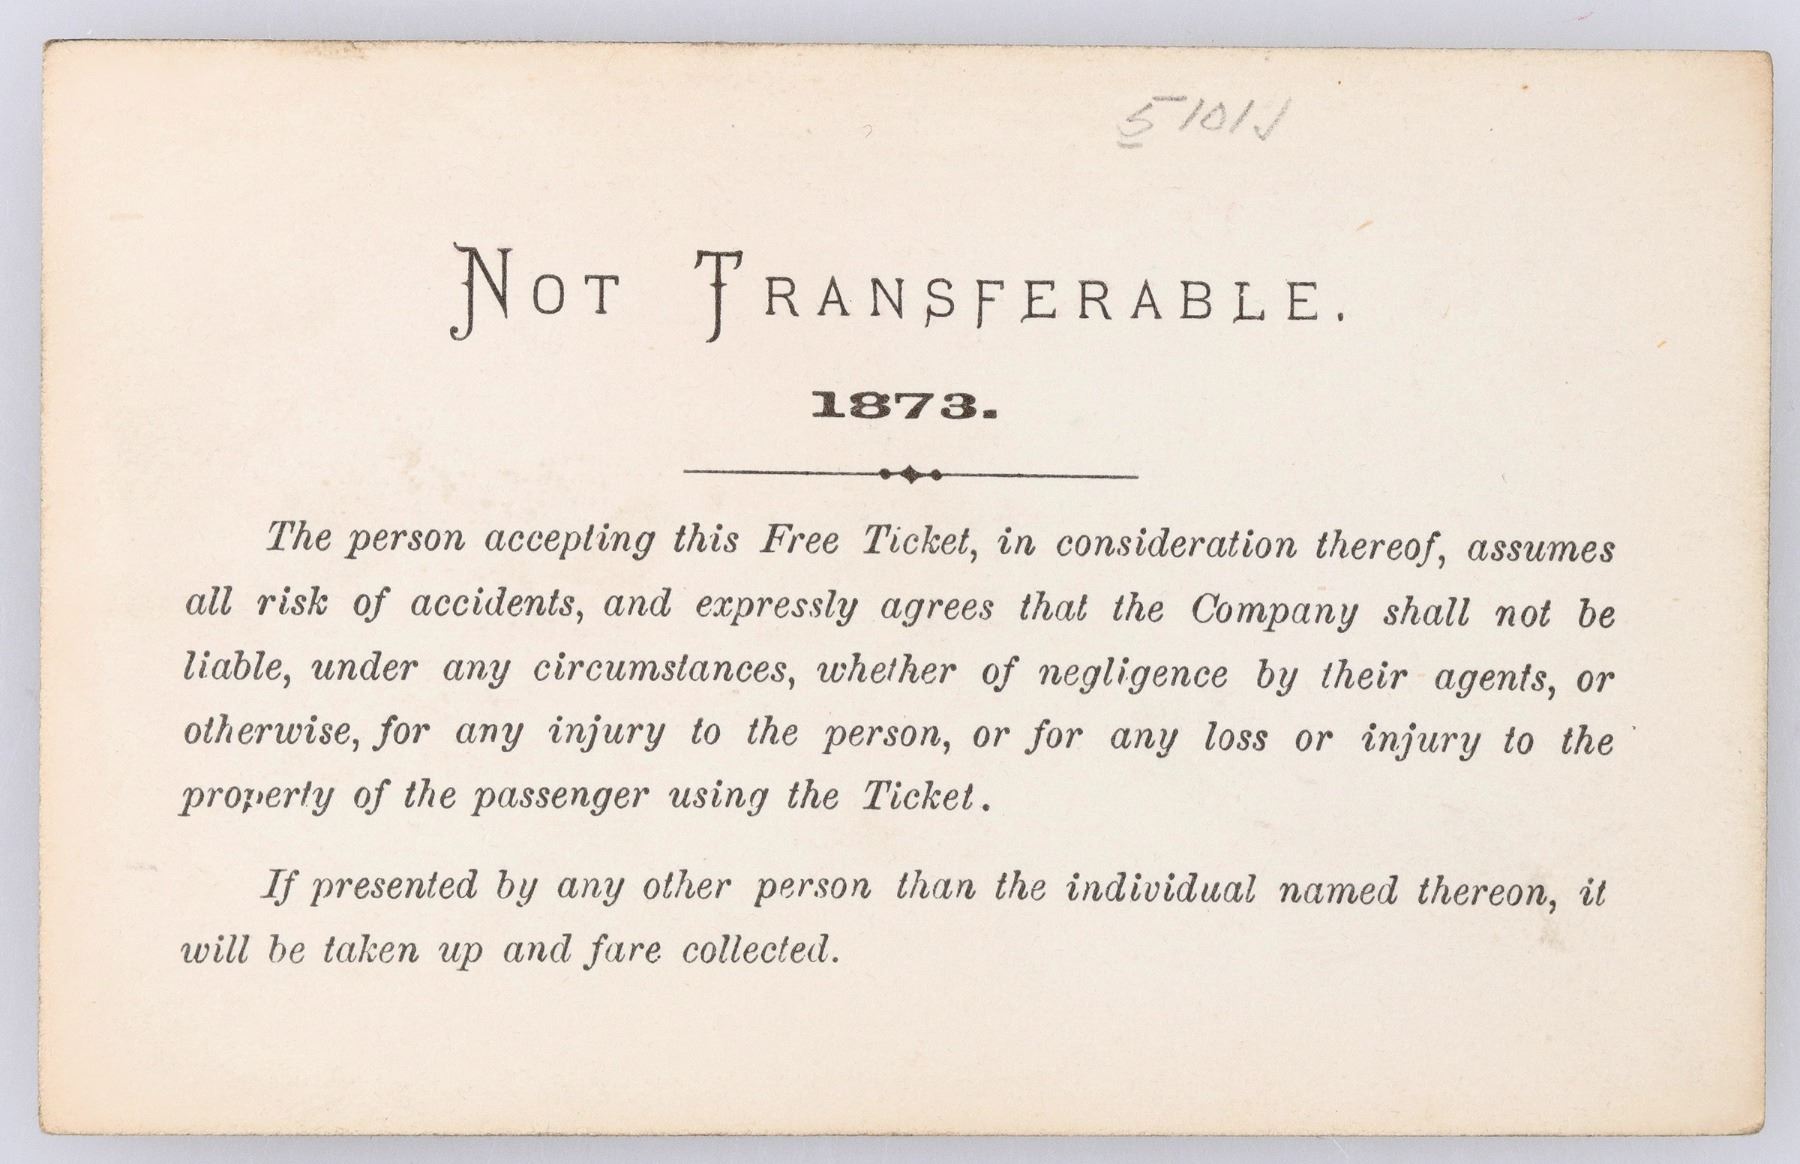 Not Transferable.
1873.
The person accepting this Free Ticket, in consideration thereof, assumes
all risk of accidents, and expressly agrees that the Company shall not be
liable, under any circumstances, whether of negligence by their agents, or
otherwise, for any injury to the person, or for any loss or injury to the
property of the passenger using the Ticket.
If presented by any other person than the individual named thereon, it
will be taken up and fare collected.